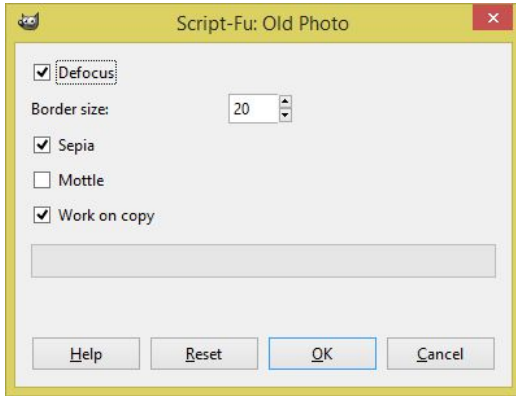 Script-Fu: Old Photo
Defocus
Border size: 20
Sepia
Mottle
Work on copy
Help Reset OK Cancel